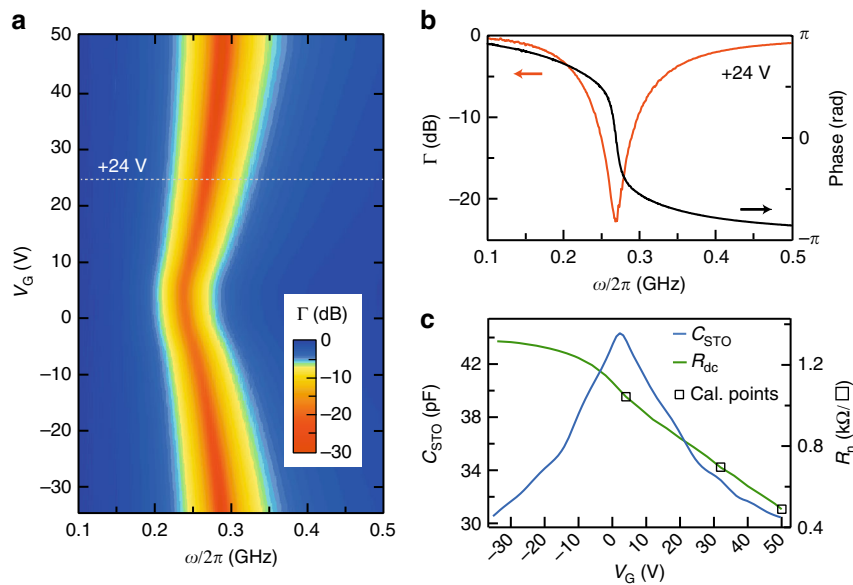 a
50
40
30
20
10
0
−10
−20
−30
V_G (V)
+24 V
Γ (dB)
0
−10
−20
−30
0.1 0.2 0.3 0.4 0.5
ω/2π (GHz)
b
0
−10
−20
Γ (dB)
+24 V
π
0
−π
Phase (rad)
0.1 0.2 0.3 0.4 0.5
ω/2π (GHz)
c
42
38
34
30
C_STO (pF)
C_STO
R_dc
Cal. points
1.2
0.8
0.4
R_n (kΩ/□)
−30 −20 −10 0 10 20 30 40 50
V_G (V)